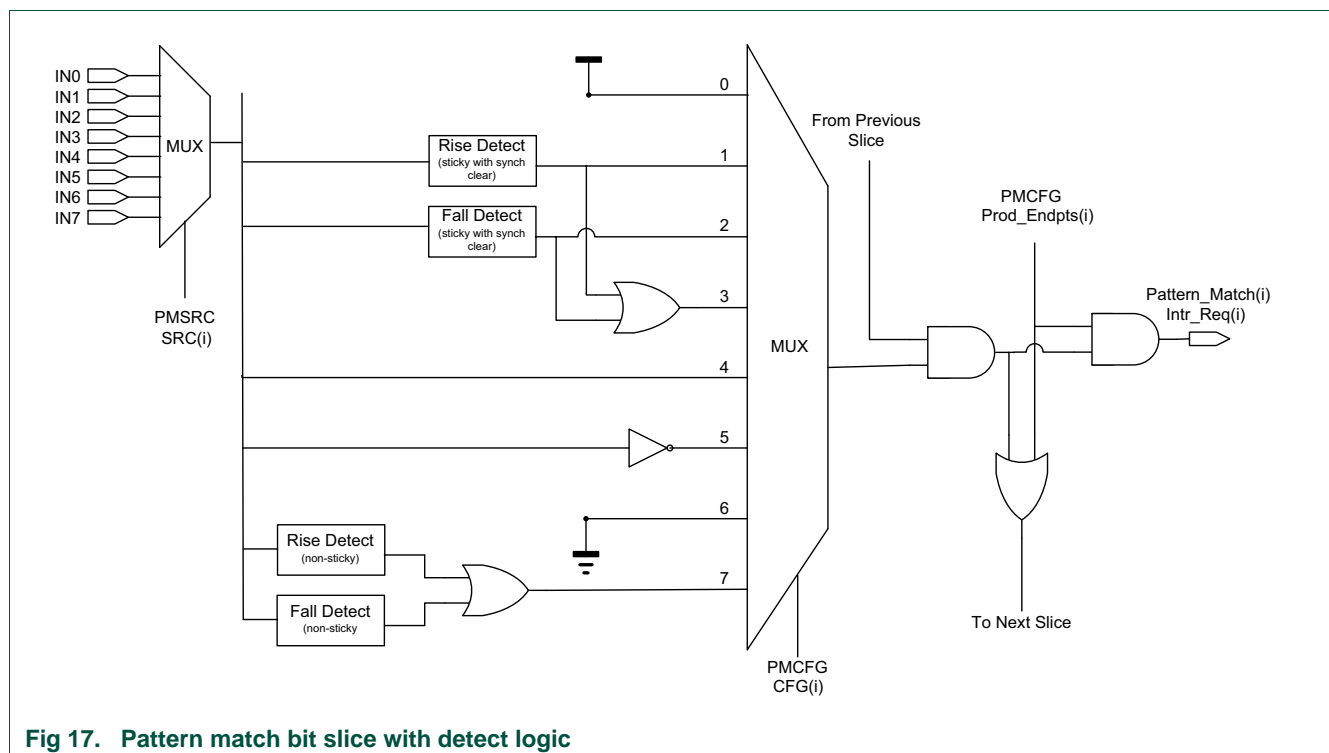 IN0
IN1
IN2
IN3
IN4
IN5
IN6
IN7
MUX
PMSRC
SRC(i)
Rise Detect
(sticky with synch
clear)
Fall Detect
(sticky with synch
clear)
Rise Detect
(non-sticky)
Fall Detect
(non-sticky
0
1
2
3
4
5
6
7
MUX
PMCFG
CFG(i)
From Previous
Slice
PMCFG
Prod_Endpts(i)
Pattern_Match(i)
Intr_Req(i)
To Next Slice
Fig 17. Pattern match bit slice with detect logic